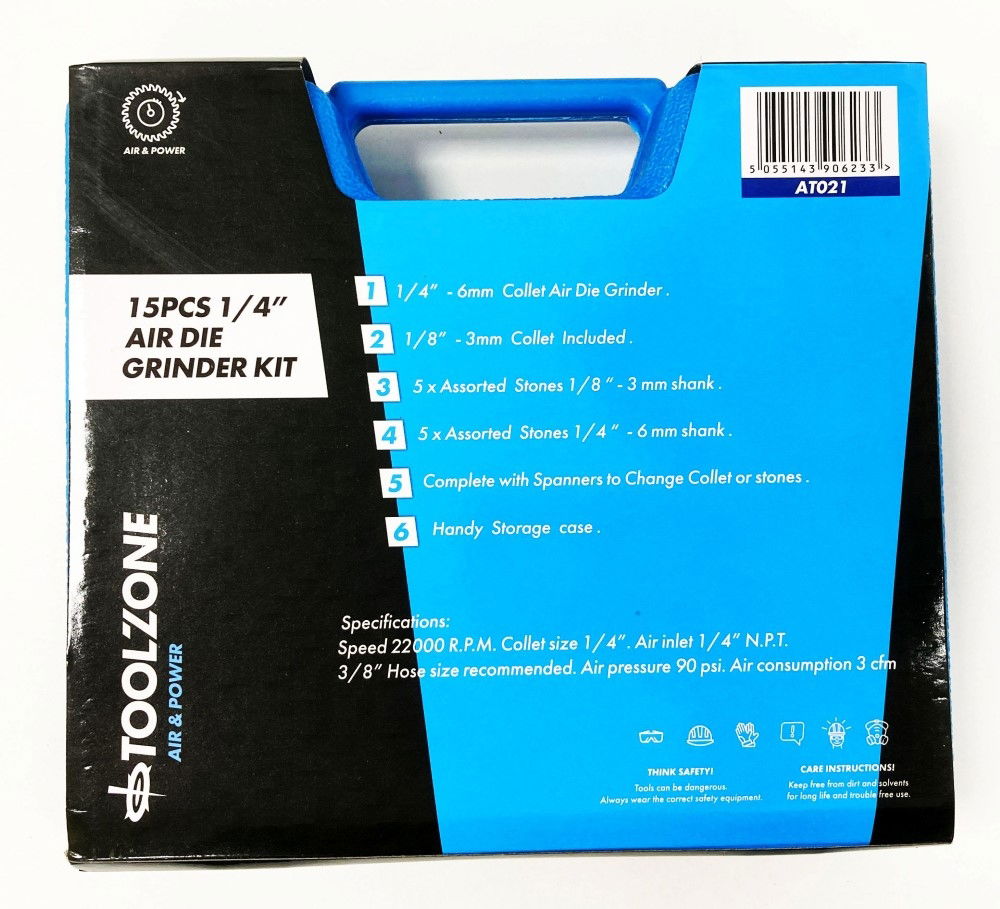 AIR & POWER
5 055143 906233 >
AT021
15PCS 1/4”
AIR DIE
GRINDER KIT
1 1/4” - 6mm Collet Air Die Grinder .
2 1/8” - 3mm Collet Included .
3 5 x Assorted Stones 1/8 “ - 3 mm shank .
4 5 x Assorted Stones 1/4 “ - 6 mm shank .
5 Complete with Spanners to Change Collet or stones .
6 Handy Storage case .
TOOLZONE
AIR & POWER
Specifications:
Speed 22000 R.P.M. Collet size 1/4”. Air inlet 1/4” N.P.T.
3/8” Hose size recommended. Air pressure 90 psi. Air consumption 3 cfm
THINK SAFETY!
Tools can be dangerous.
Always wear the correct safety equipment.
CARE INSTRUCTIONS!
Keep free from dirt and solvents
for long life and trouble free use.